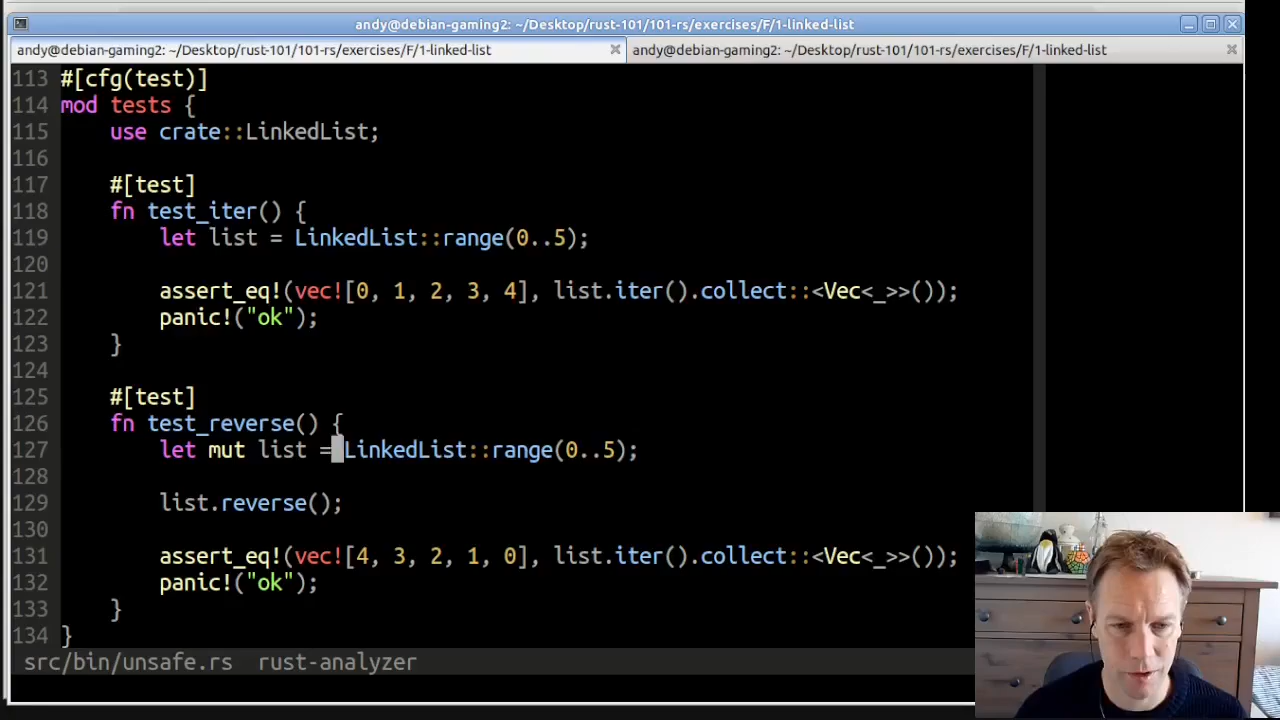 andy@debian-gaming2: ~/Desktop/rust-101/101-rs/exercises/F/1-linked-list
andy@debian-gaming2: ~/Desktop/rust-101/101-rs/exercises/F/1-linked-list
andy@debian-gaming2: ~/Desktop/rust-101/101-rs/exercises/F/1-linked-list
113 #[cfg(test)]
114 mod tests {
115     use crate::LinkedList;
116
117     #[test]
118     fn test_iter() {
119         let list = LinkedList::range(0..5);
120
121         assert_eq!(vec![0, 1, 2, 3, 4], list.iter().collect::<Vec<_>>());
122         panic!("ok");
123     }
124
125     #[test]
126     fn test_reverse() {
127         let mut list = LinkedList::range(0..5);
128
129         list.reverse();
130
131         assert_eq!(vec![4, 3, 2, 1, 0], list.iter().collect::<Vec<_>>());
132         panic!("ok");
133     }
134 }
src/bin/unsafe.rs  rust-analyzer